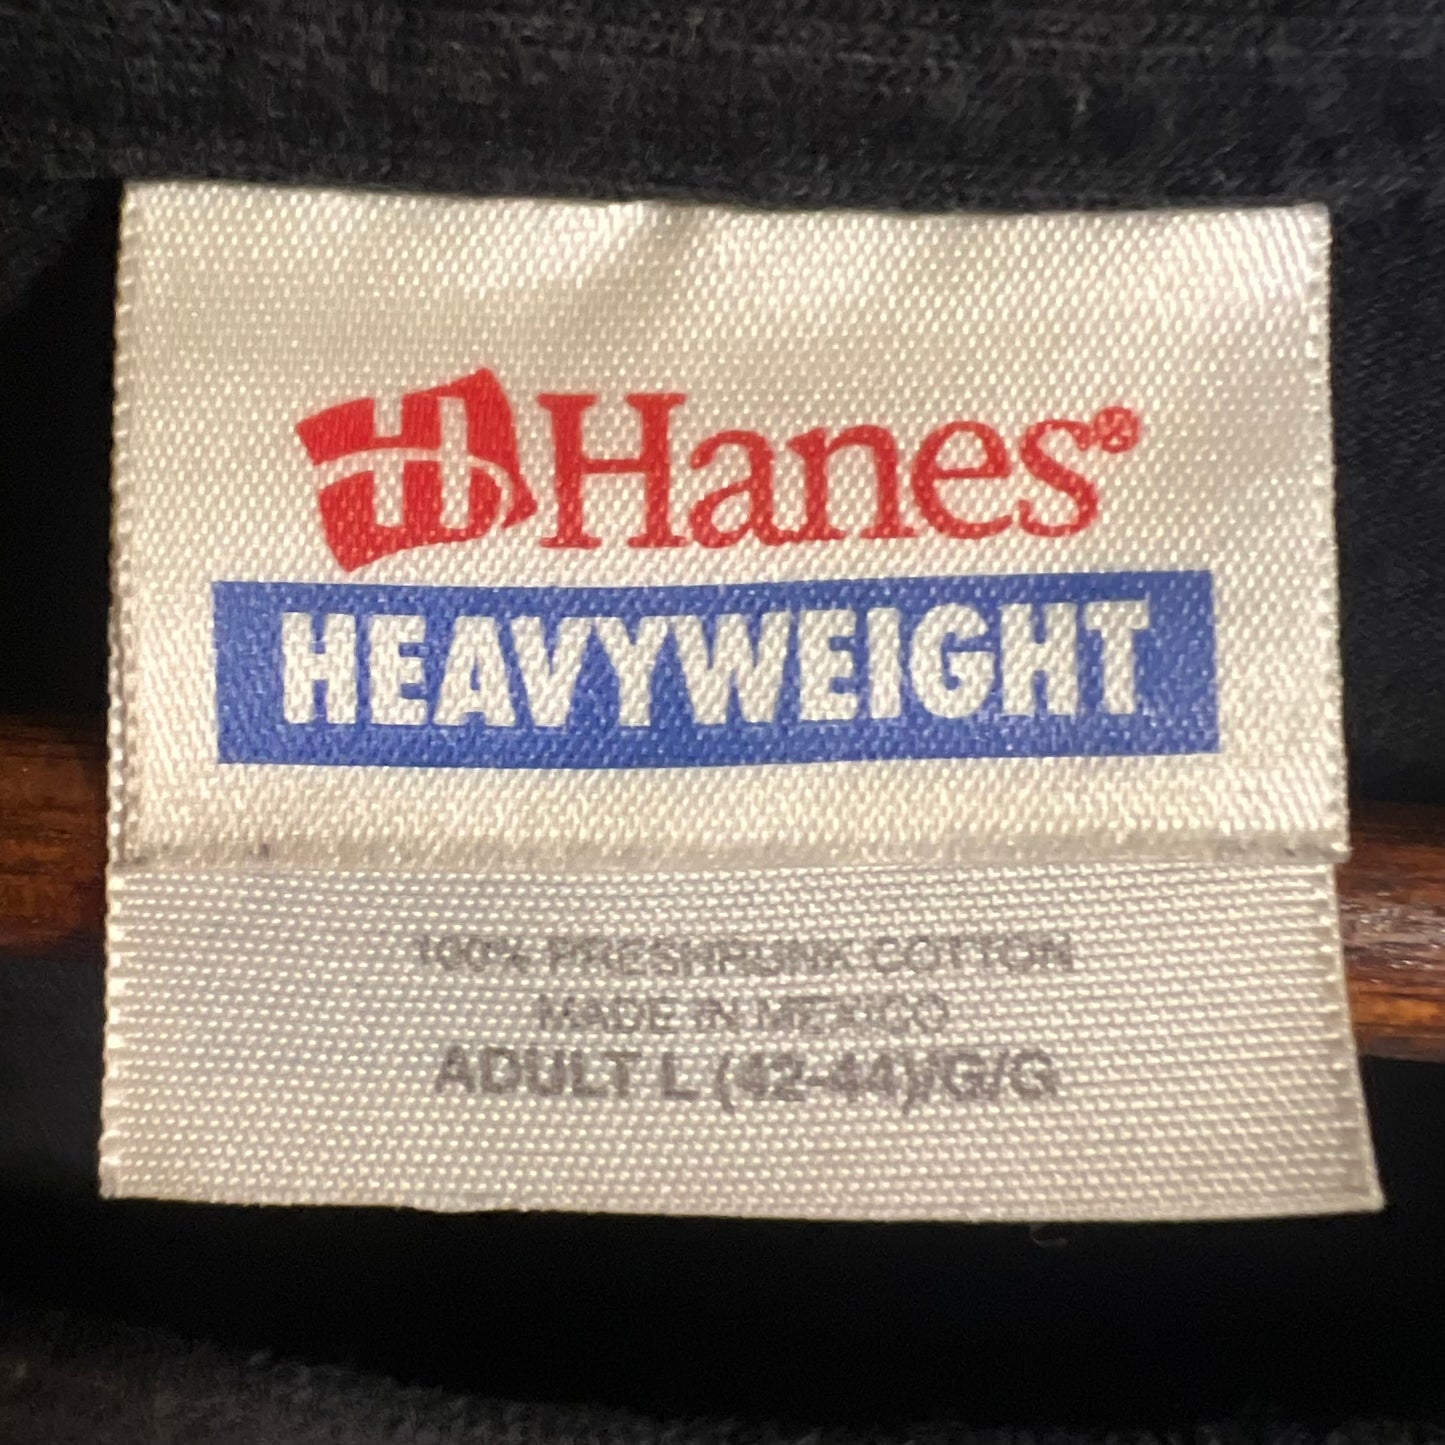 Hanes®
HEAVYWEIGHT
100% PRESHRUNK COTTON
MADE IN MEXICO
ADULT L (42-44)/G/G